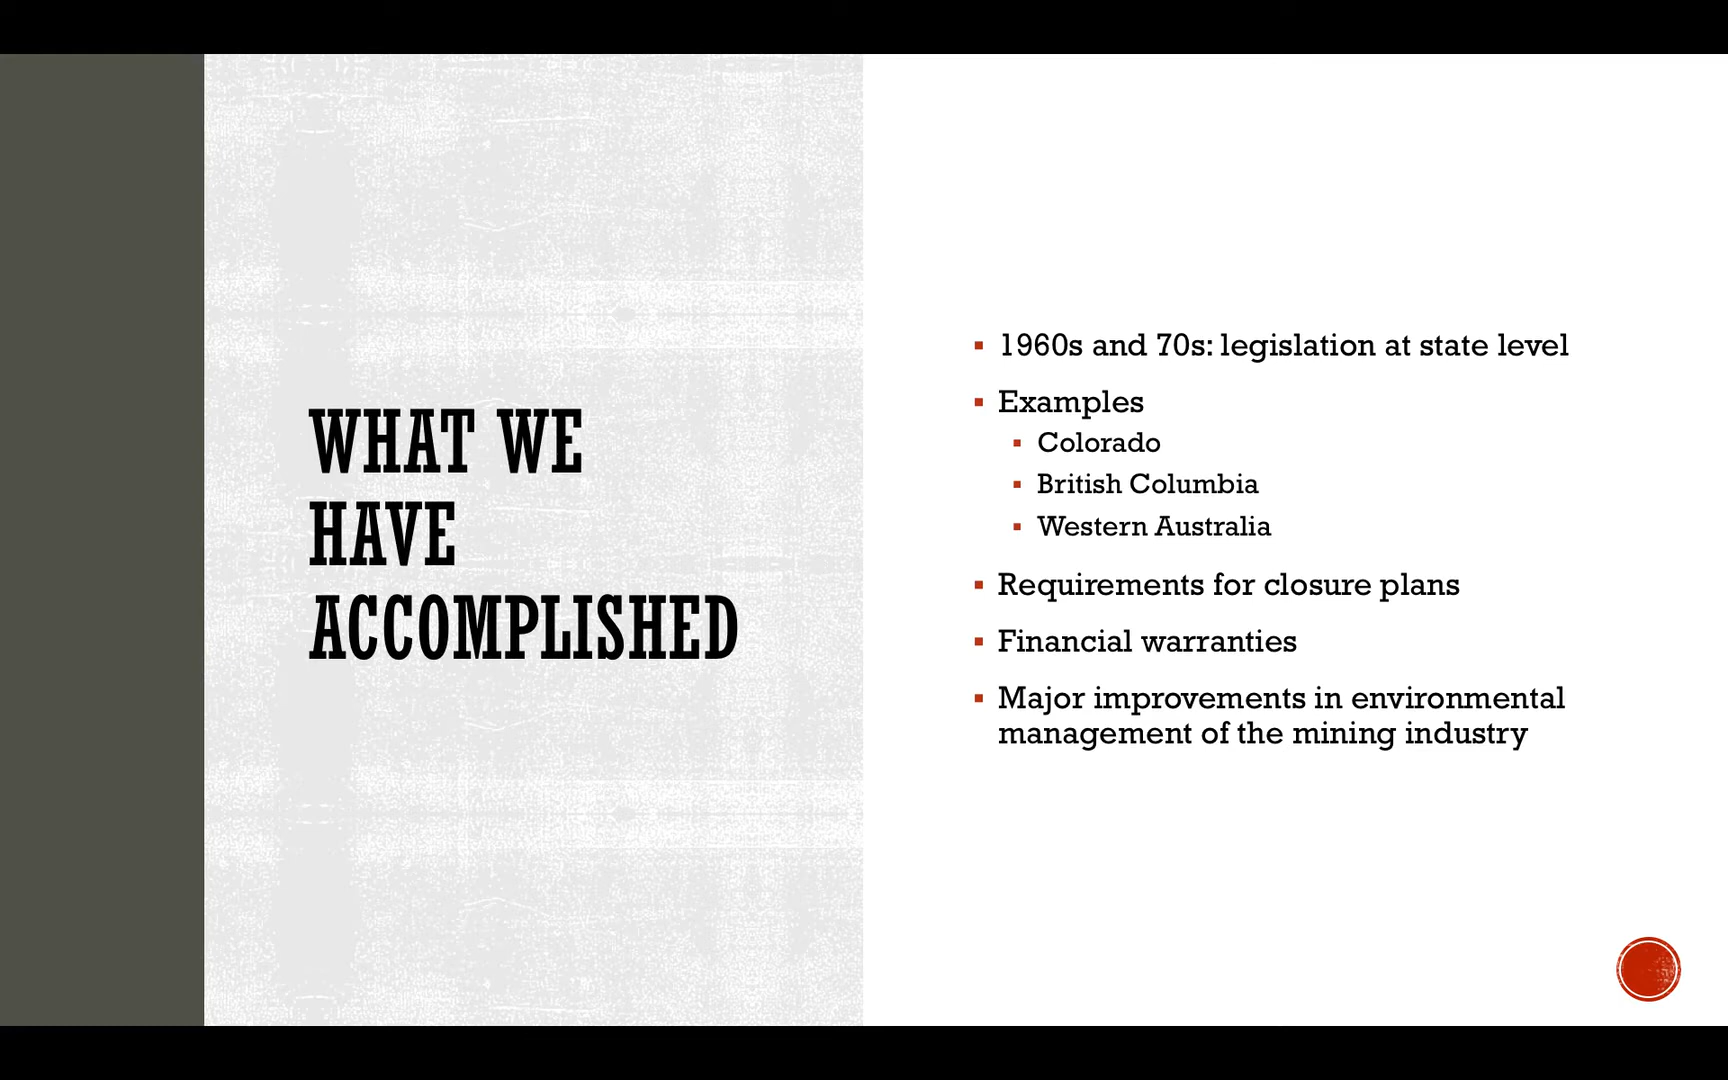 WHAT WE
HAVE
ACCOMPLISHED
1960s and 70s: legislation at state level
Examples
Colorado
British Columbia
Western Australia
Requirements for closure plans
Financial warranties
Major improvements in environmental
management of the mining industry